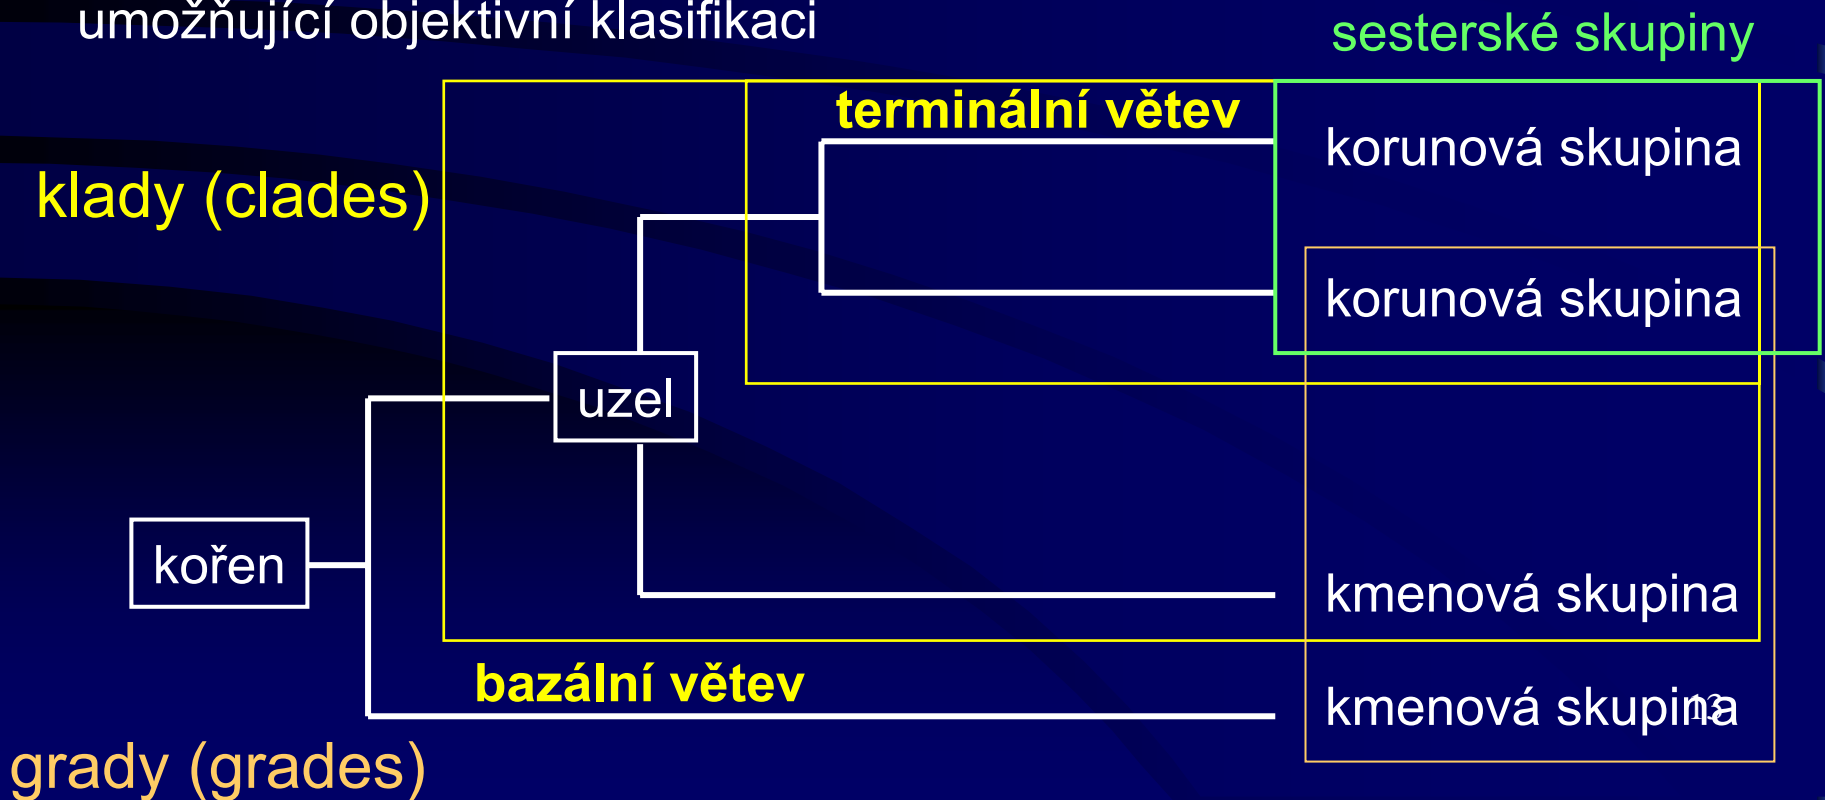 umožňující objektivní klasifikaci
sesterské skupiny
terminální větev
korunová skupina
klady (clades)
korunová skupina
uzel
kořen
kmenová skupina
bazální větev
kmenová skupina
13
grady (grades)